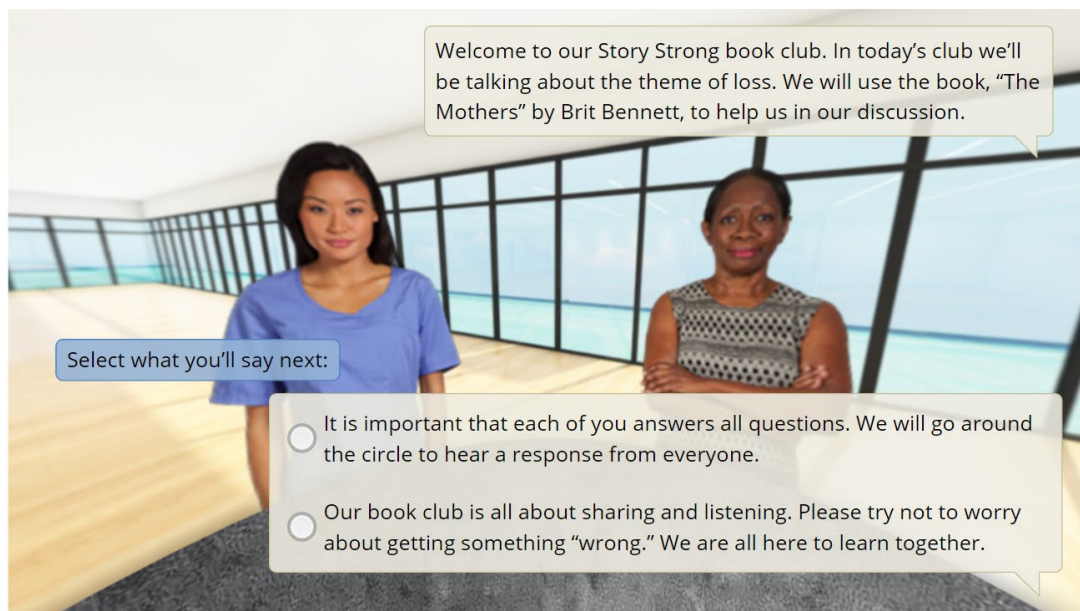 Welcome to our Story Strong book club. In today’s club we’ll
be talking about the theme of loss. We will use the book, “The
Mothers” by Brit Bennett, to help us in our discussion.
Select what you’ll say next:
It is important that each of you answers all questions. We will go around
the circle to hear a response from everyone.
Our book club is all about sharing and listening. Please try not to worry
about getting something “wrong.” We are all here to learn together.